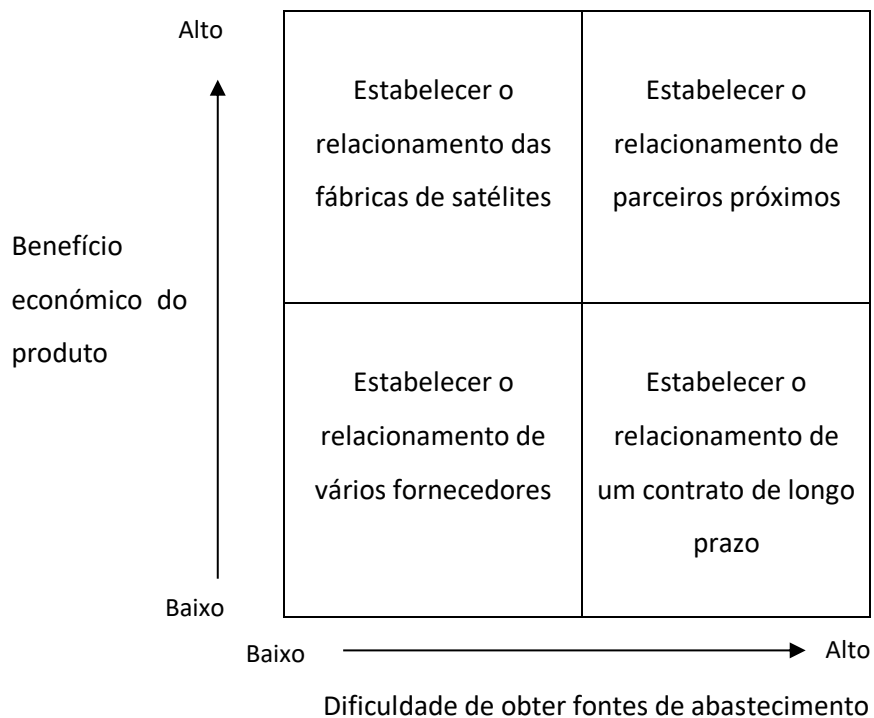 Alto
Estabelecer o
relacionamento das
fábricas de satélites
Estabelecer o
relacionamento de
parceiros próximos
Benefício
económico do
produto
Estabelecer o
relacionamento de
vários fornecedores
Estabelecer o
relacionamento de
um contrato de longo
prazo
Baixo
Baixo
Alto
Dificuldade de obter fontes de abastecimento